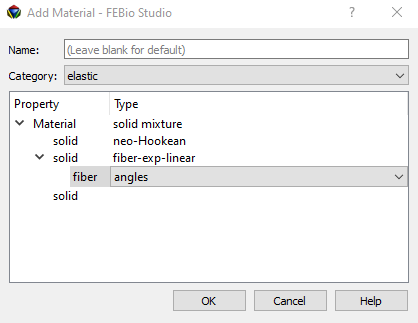 Add Material - FEBio Studio
Name: (Leave blank for default)
Category: elastic
Property Type
Material solid mixture
solid neo-Hookean
solid fiber-exp-linear
fiber angles
solid
OK Cancel Help